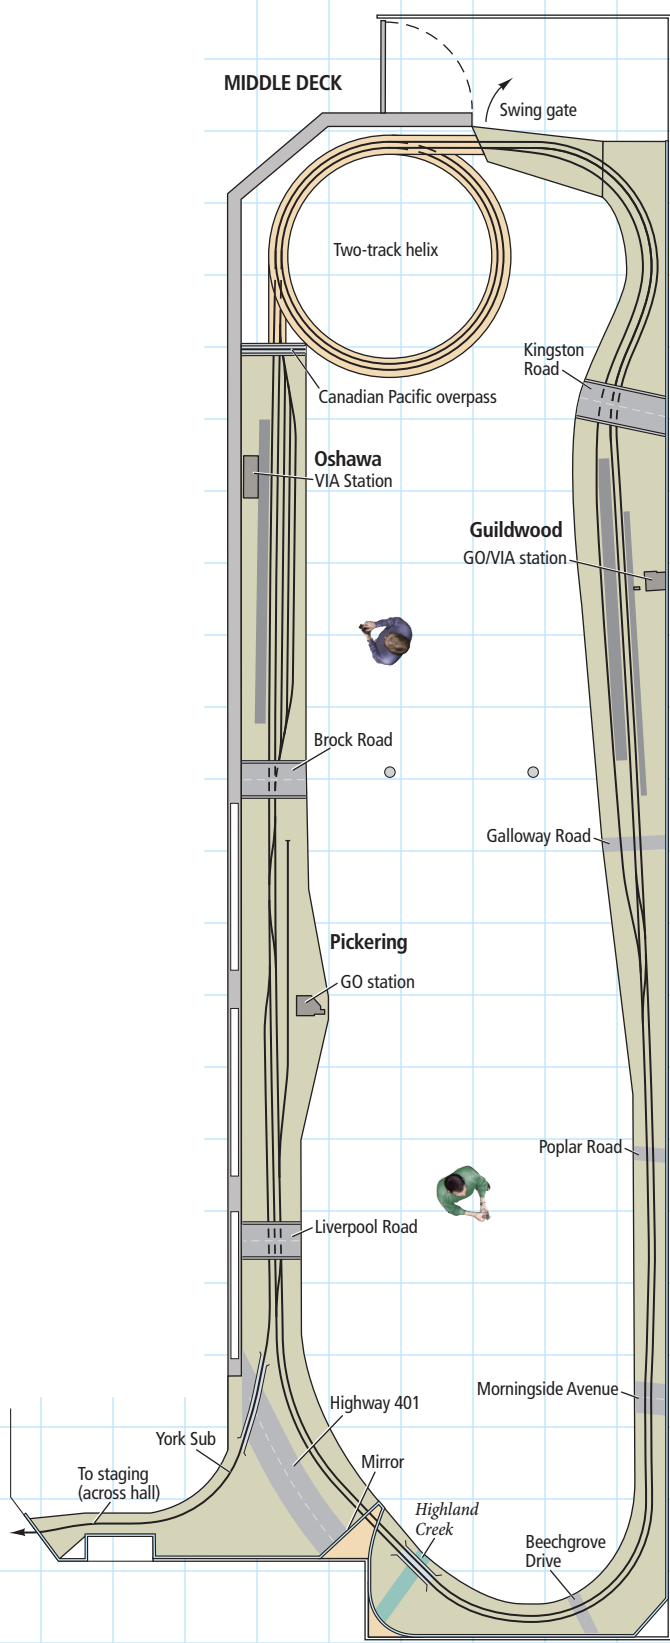 MIDDLE DECK
Swing gate
Two-track helix
Kingston
Road
Canadian Pacific overpass
Oshawa
VIA Station
Guildwood
GO/VIA station
Brock Road
Galloway Road
Pickering
GO station
Poplar Road
Liverpool Road
Morningside Avenue
Highway 401
York Sub
Mirror
To staging
(across hall)
Highland
Creek
Beechgrove
Drive